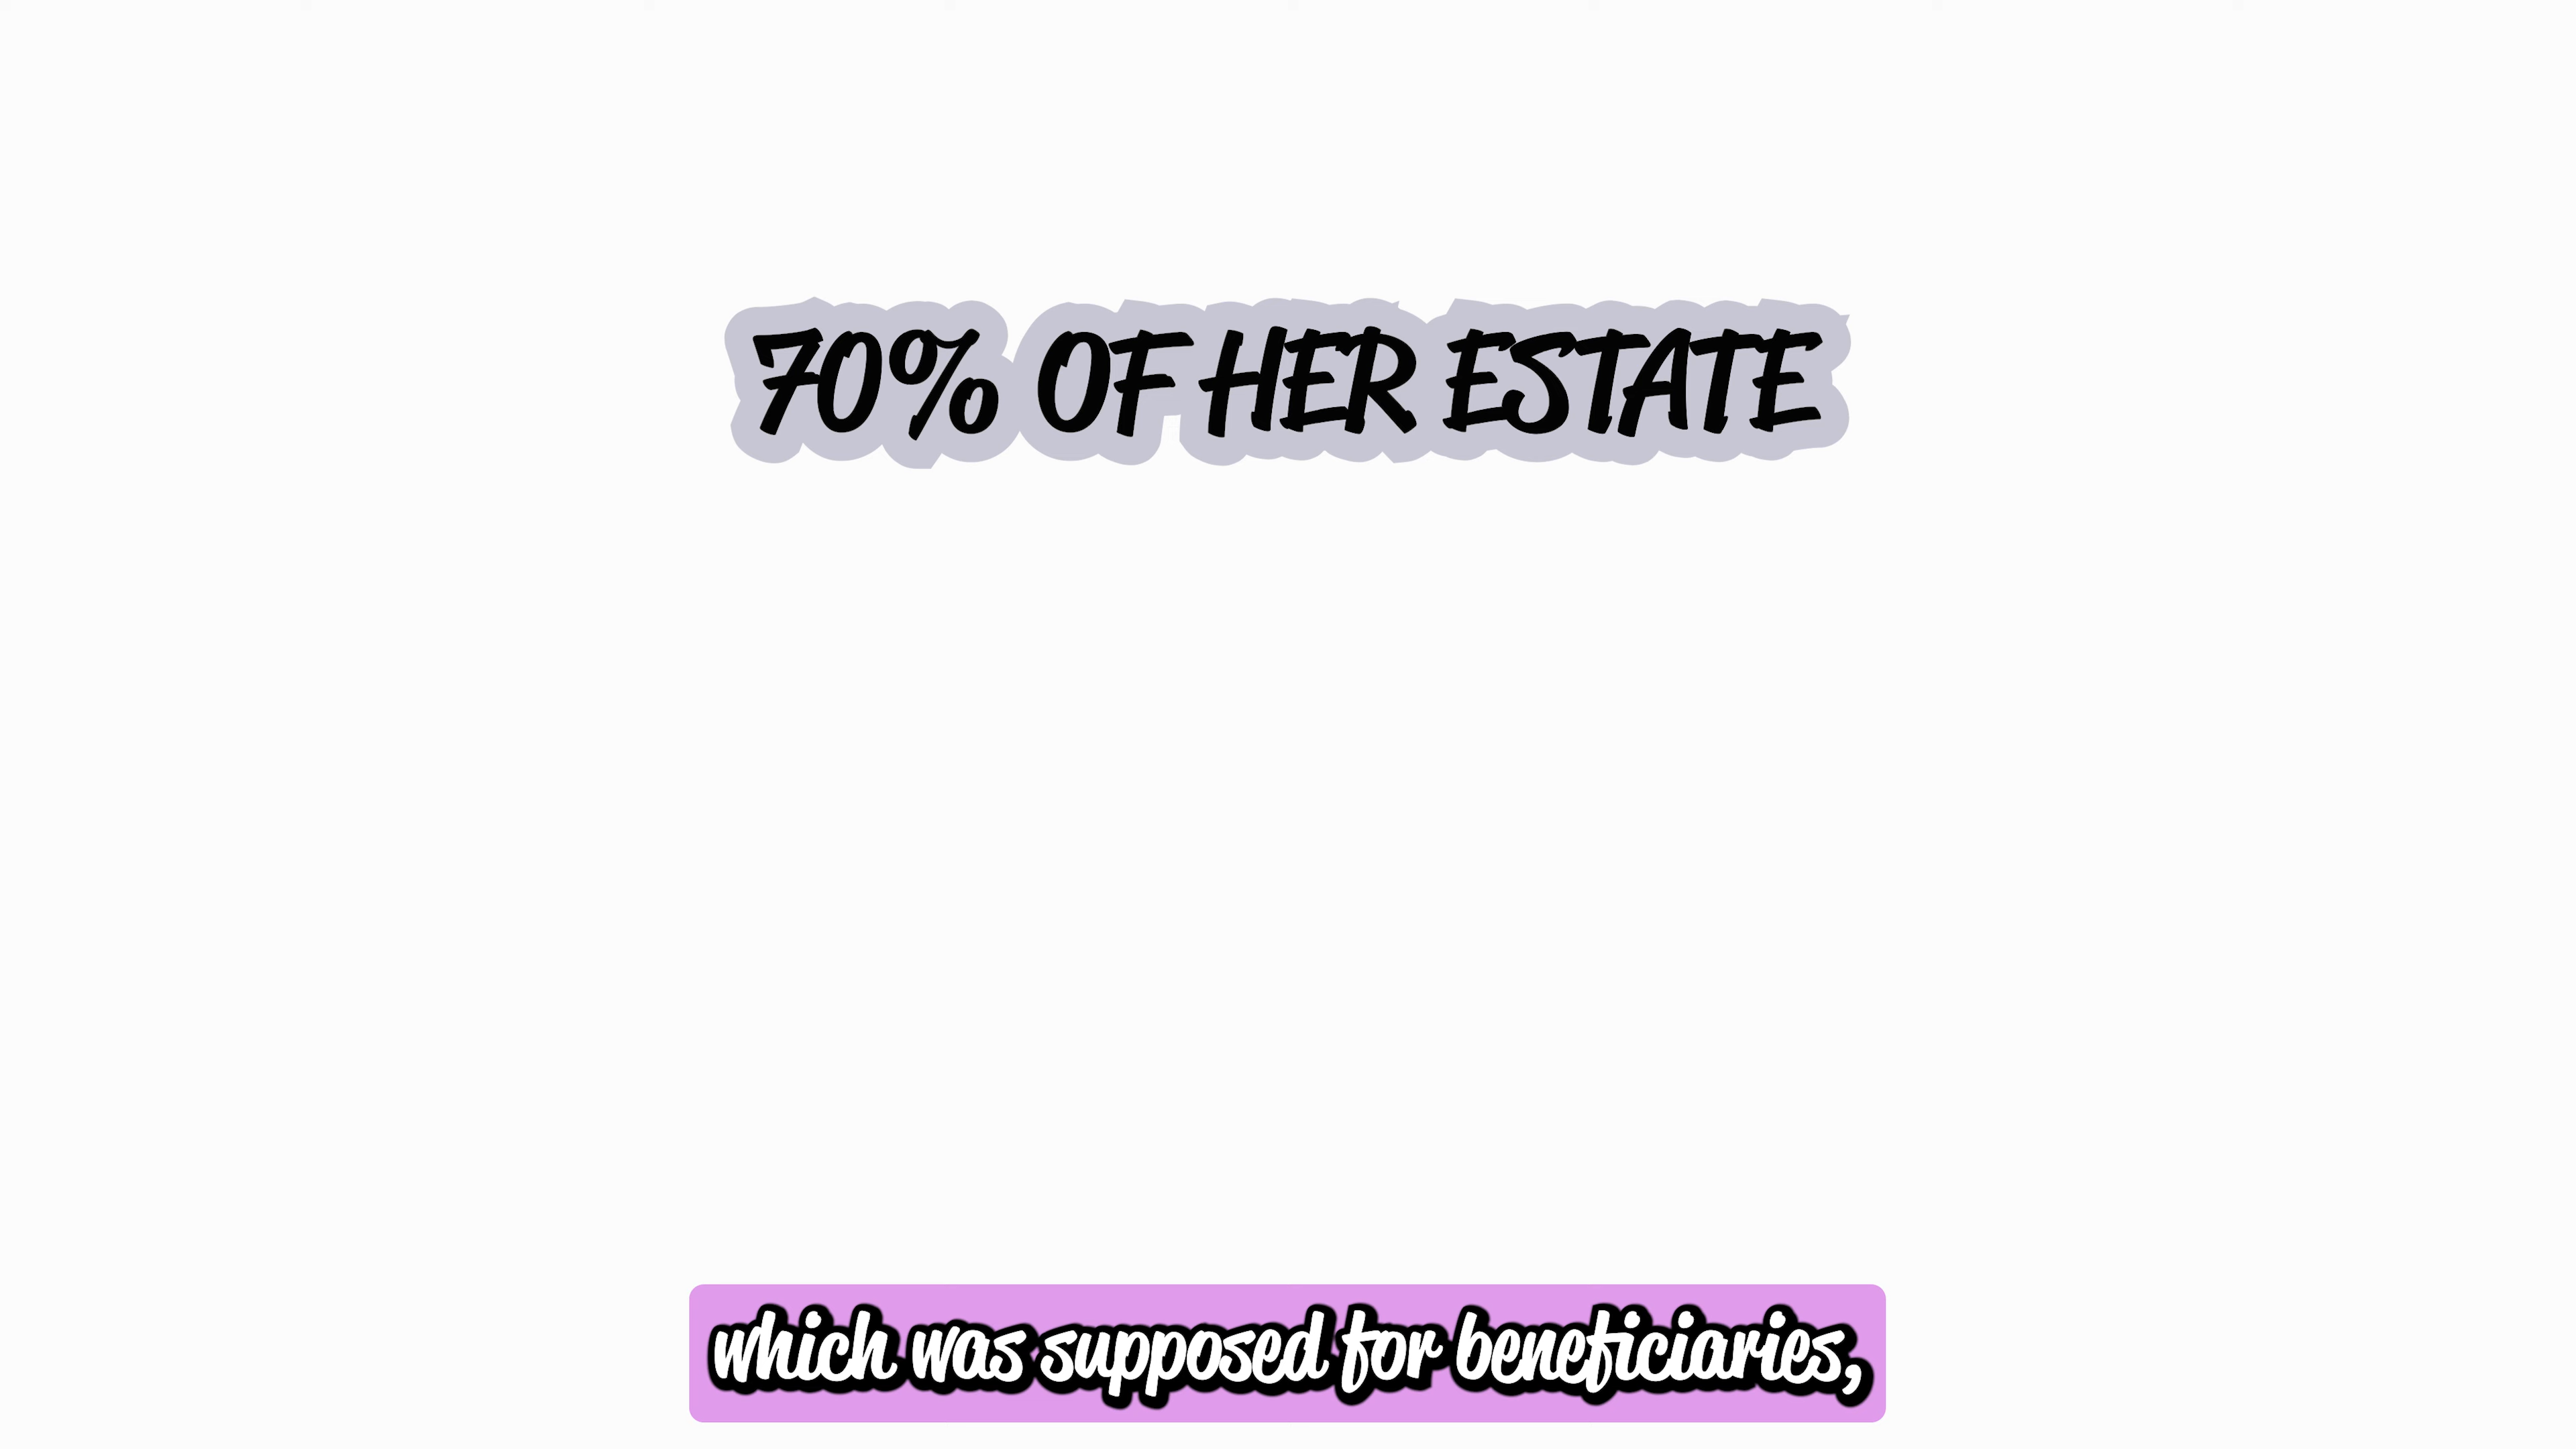 70% OF HER ESTATE
which was supposed for beneficiaries,